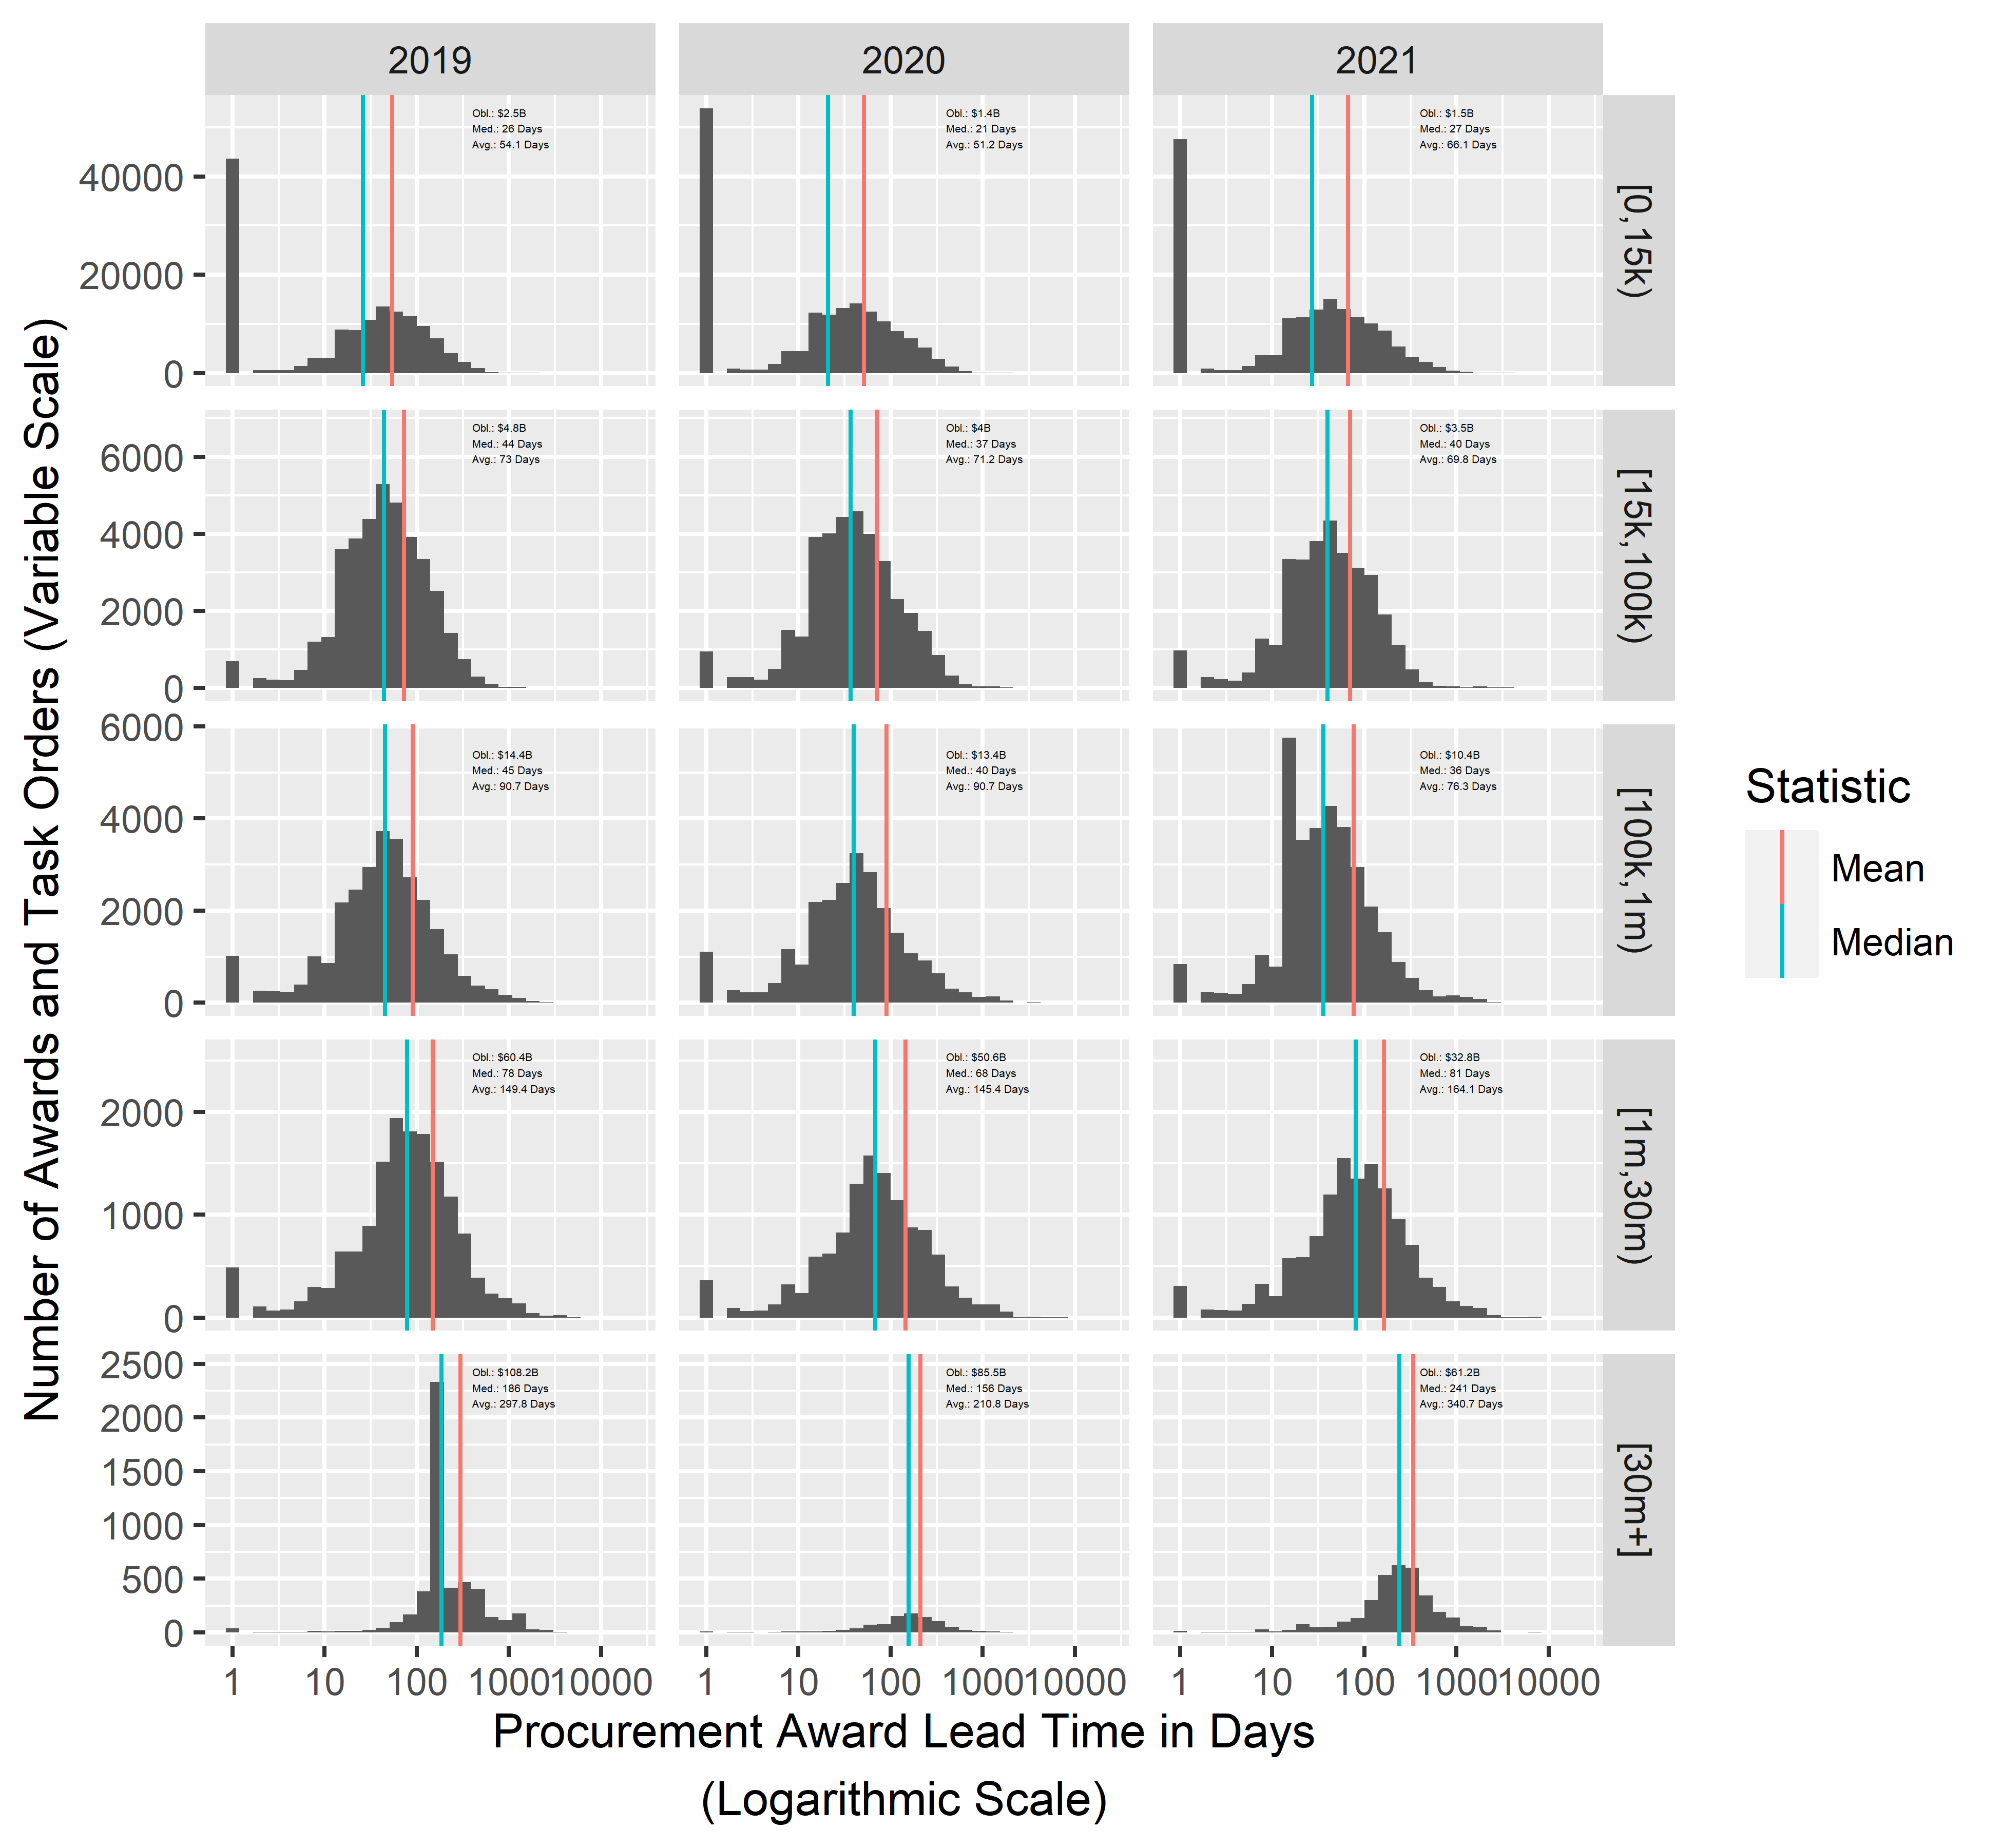 2019
2020
2021
Obl.: $2.5B
Med.: 26 Days
Avg.: 54.1 Days
Obl.: $1.4B
Med.: 21 Days
Avg.: 51.2 Days
Obl.: $1.5B
Med.: 27 Days
Avg.: 66.1 Days
40000
20000
0
[0,15k)
Obl.: $4.8B
Med.: 44 Days
Avg.: 73 Days
Obl.: $4B
Med.: 37 Days
Avg.: 71.2 Days
Obl.: $3.5B
Med.: 40 Days
Avg.: 69.8 Days
6000
4000
2000
0
[15k,100k)
Obl.: $14.4B
Med.: 45 Days
Avg.: 90.7 Days
Obl.: $13.4B
Med.: 40 Days
Avg.: 90.7 Days
Obl.: $10.4B
Med.: 36 Days
Avg.: 76.3 Days
6000
4000
2000
0
[100k,1m)
Obl.: $60.4B
Med.: 78 Days
Avg.: 149.4 Days
Obl.: $50.6B
Med.: 68 Days
Avg.: 145.4 Days
Obl.: $32.8B
Med.: 81 Days
Avg.: 164.1 Days
2000
1000
0
[1m,30m)
Obl.: $108.2B
Med.: 186 Days
Avg.: 297.8 Days
Obl.: $85.5B
Med.: 156 Days
Avg.: 210.8 Days
Obl.: $61.2B
Med.: 241 Days
Avg.: 340.7 Days
2500
2000
1500
1000
500
0
[30m+]
1 10 100 1000 10000
1 10 100 1000 10000
1 10 100 1000 10000
Procurement Award Lead Time in Days
(Logarithmic Scale)
Number of Awards and Task Orders (Variable Scale)
Statistic
Mean
Median